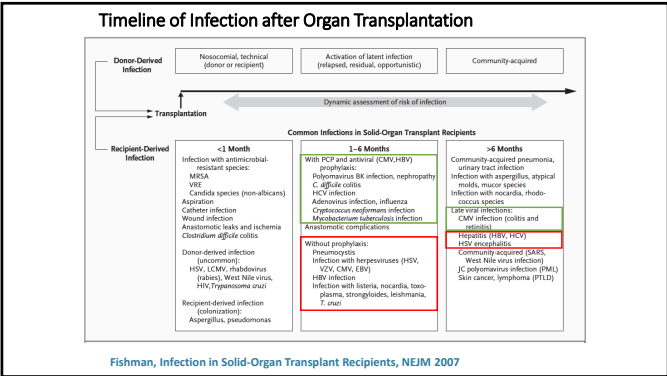 Timeline of Infection after Organ Transplantation
Donor-Derived
Infection
Nosocomial, technical
(donor or recipient)
Activation of latent infection
(relapsed, residual, opportunistic)
Community-acquired
Dynamic assessment of risk of infection
Transplantation
Common Infections in Solid-Organ Transplant Recipients
Recipient-Derived
Infection
<1 Month
Infection with antimicrobial-
resistant species:
MRSA
VRE
Candida species (non-albicans)
Aspiration
Catheter infection
Wound infection
Anastomotic leaks and ischemia
Clostridium difficile colitis
Donor-derived infection
(uncommon):
HSV, LCMV, rhabdovirus
(rabies), West Nile virus,
HIV, Trypanosoma cruzi
Recipient-derived infection
(colonization):
Aspergillus, pseudomonas
1–6 Months
With PCP and antiviral (CMV,HBV)
prophylaxis:
Polyomavirus BK infection, nephropathy
C. difficile colitis
HCV infection
Adenovirus infection, influenza
Cryptococcus neoformans infection
Mycobacterium tuberculosis infection
Anastomotic complications
Without prophylaxis:
Pneumocystis
Infection with herpesviruses (HSV,
VZV, CMV, EBV)
HBV infection
Infection with listeria, nocardia, toxo-
plasma, strongyloides, leishmania,
T. cruzi
>6 Months
Community-acquired pneumonia,
urinary tract infection
Infection with aspergillus, atypical
molds, mucor species
Infection with nocardia, rhodo-
coccus species
Late viral infections:
CMV infection (colitis and
retinitis)
Hepatitis (HBV, HCV)
HSV encephalitis
Community-acquired (SARS,
West Nile virus infection)
JC polyomavirus infection (PML)
Skin cancer, lymphoma (PTLD)
Fishman, Infection in Solid-Organ Transplant Recipients, NEJM 2007